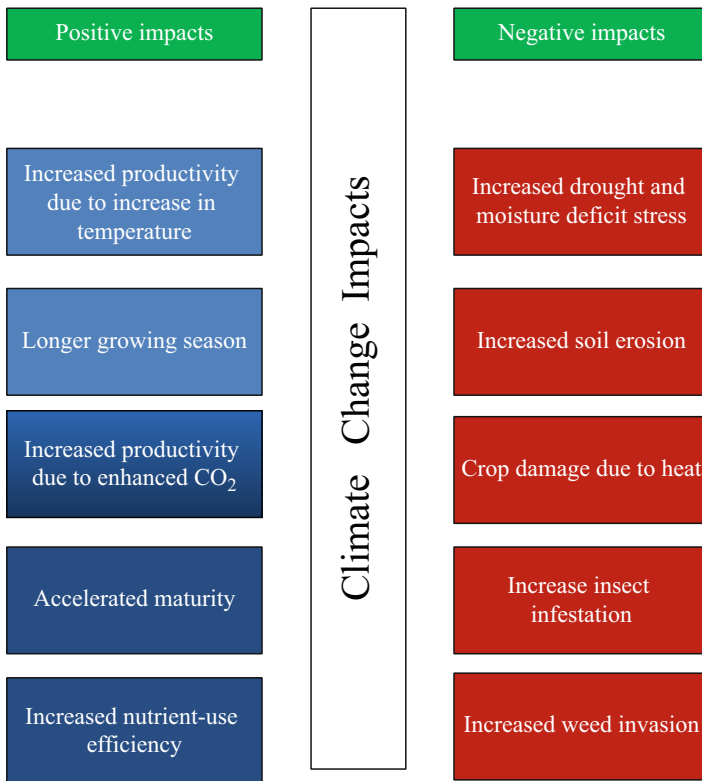 Positive impacts
Increased productivity
due to increase in
temperature
Longer growing season
Increased productivity
due to enhanced CO₂
Accelerated maturity
Increased nutrient-use
efficiency
Climate Change Impacts
Negative impacts
Increased drought and
moisture deficit stress
Increased soil erosion
Crop damage due to heat
Increase insect
infestation
Increased weed invasion